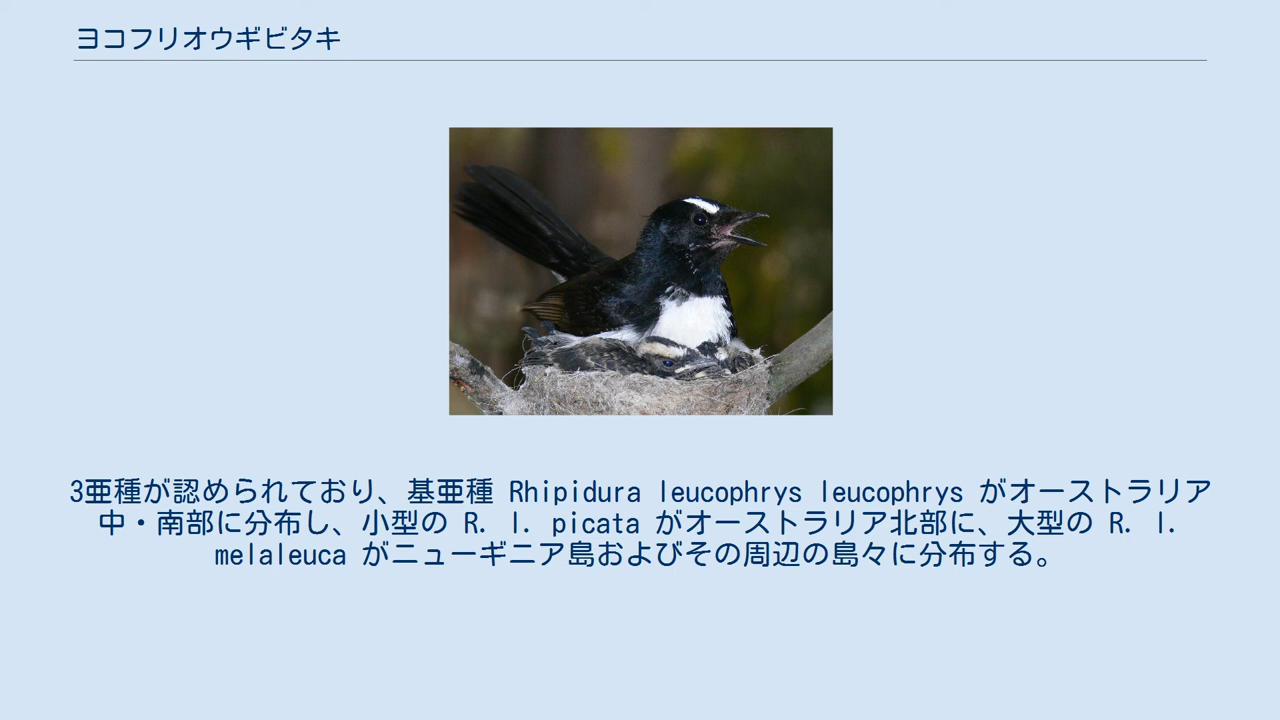 ヨコフリオウギビタキ
3亜種が認められており、基亜種 Rhipidura leucophrys leucophrys がオーストラリア
中・南部に分布し、小型の R. l. picata がオーストラリア北部に、大型の R. l.
melaleuca がニューギニア島およびその周辺の島々に分布する。